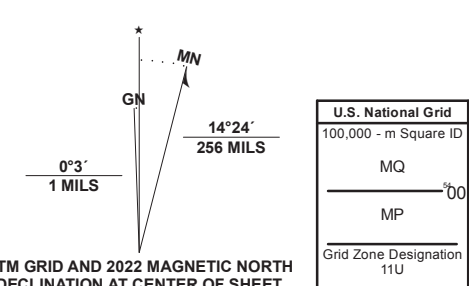 ★
MN
GN
0°3´
1 MILS
14°24´
256 MILS
TM GRID AND 2022 MAGNETIC NORTH
DECLINATION AT CENTER OF SHEET
U.S. National Grid
100,000 - m Square ID
MQ
5400
MP
Grid Zone Designation
11U